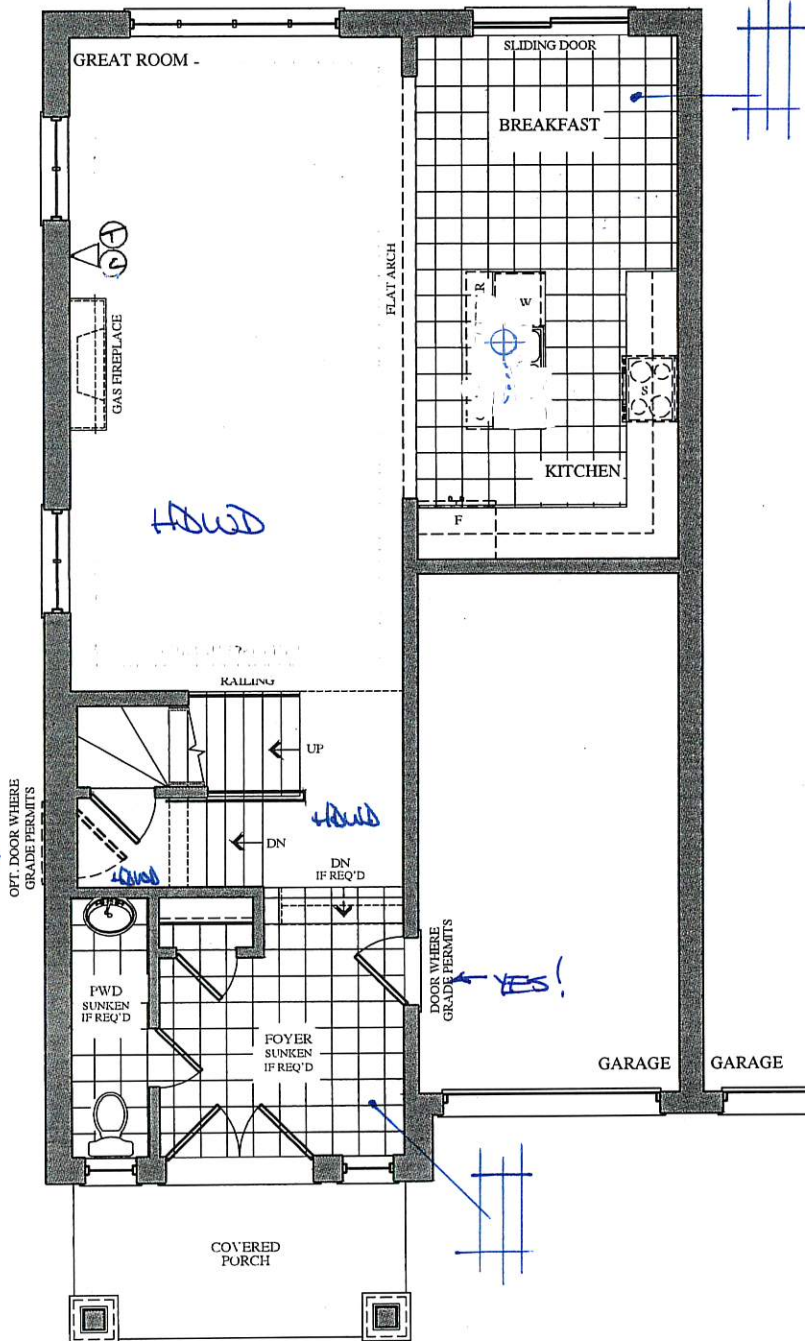 GREAT ROOM -
SLIDING DOOR
BREAKFAST
FLAT ARCH
T
C
GAS FIREPLACE
R
W
S
KITCHEN
F
HDWD
RAILING
UP
HDWD
DN
OPT. DOOR WHERE
GRADE PERMITS
HDWD
DN
IF REQ'D
PWD
SUNKEN
IF REQ'D
DOOR WHERE
GRADE PERMITS
YES!
FOYER
SUNKEN
IF REQ'D
GARAGE
GARAGE
COVERED
PORCH